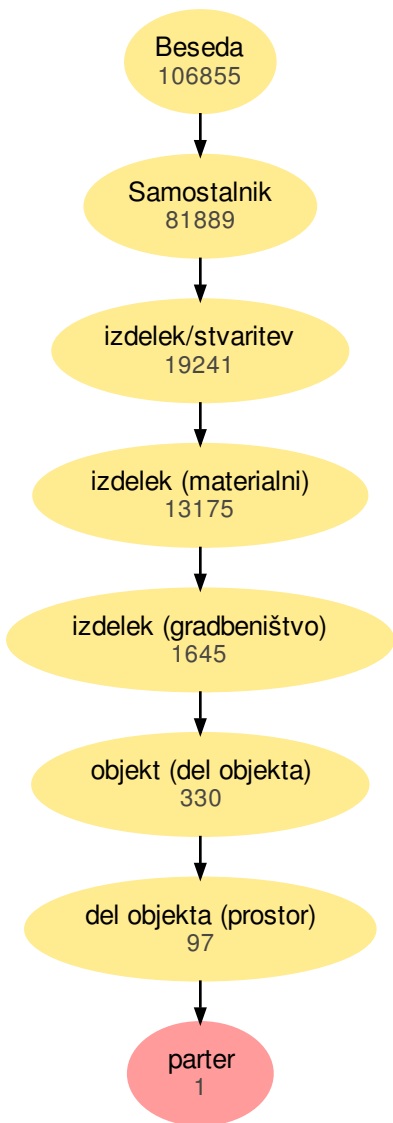 Beseda
106855
Samostalnik
81889
izdelek/stvaritev
19241
izdelek (materialni)
13175
izdelek (gradbeništvo)
1645
objekt (del objekta)
330
del objekta (prostor)
97
parter
1